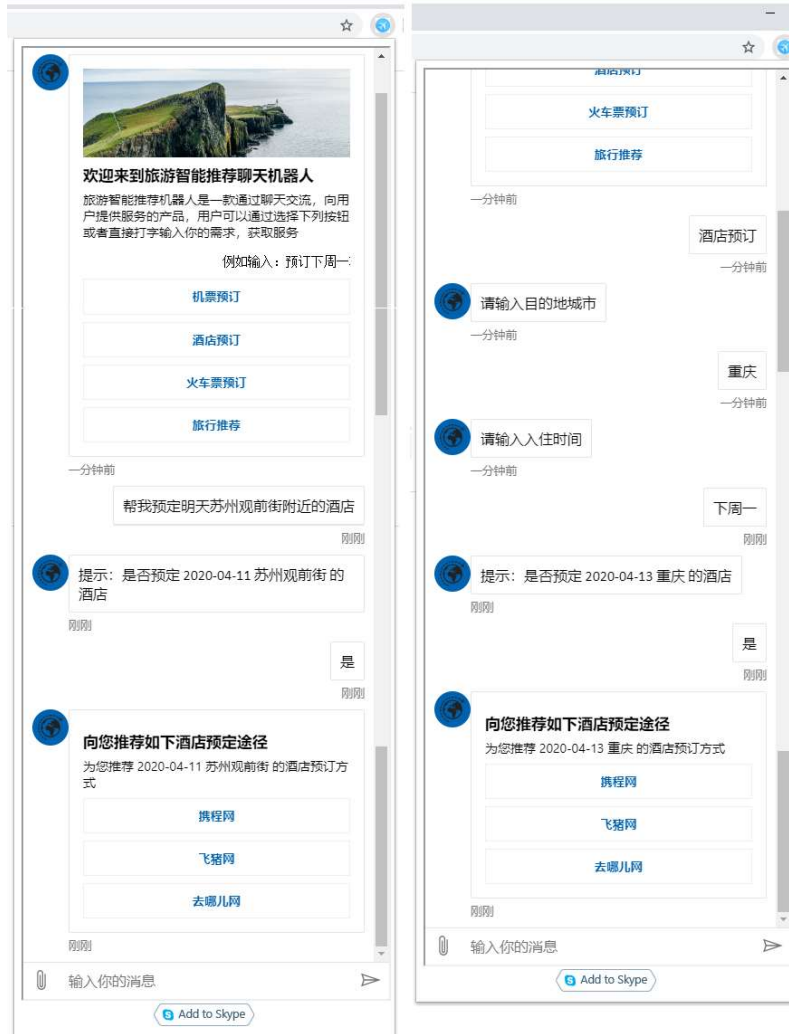 欢迎来到旅游智能推荐聊天机器人
旅游智能推荐机器人是一款通过聊天交流，向用
户提供服务的产品，用户可以通过选择下列按钮
或者直接打字输入你的需求，获取服务
例如输入：预订下周一
机票预订
酒店预订
火车票预订
旅行推荐
一分钟前
帮我预定明天苏州观前街附近的酒店
刚刚
提示：是否预定 2020-04-11 苏州观前街 的
酒店
刚刚
是
刚刚
向您推荐如下酒店预定途径
为您推荐 2020-04-11 苏州观前街 的酒店预订方
式
携程网
飞猪网
去哪儿网
刚刚
输入你的消息
Add to Skype
酒店预订
火车票预订
旅行推荐
一分钟前
酒店预订
一分钟前
请输入目的地城市
一分钟前
重庆
一分钟前
请输入入住时间
一分钟前
下周一
刚刚
提示：是否预定 2020-04-13 重庆 的酒店
刚刚
是
刚刚
向您推荐如下酒店预定途径
为您推荐 2020-04-13 重庆 的酒店预订方式
携程网
飞猪网
去哪儿网
刚刚
输入你的消息
Add to Skype